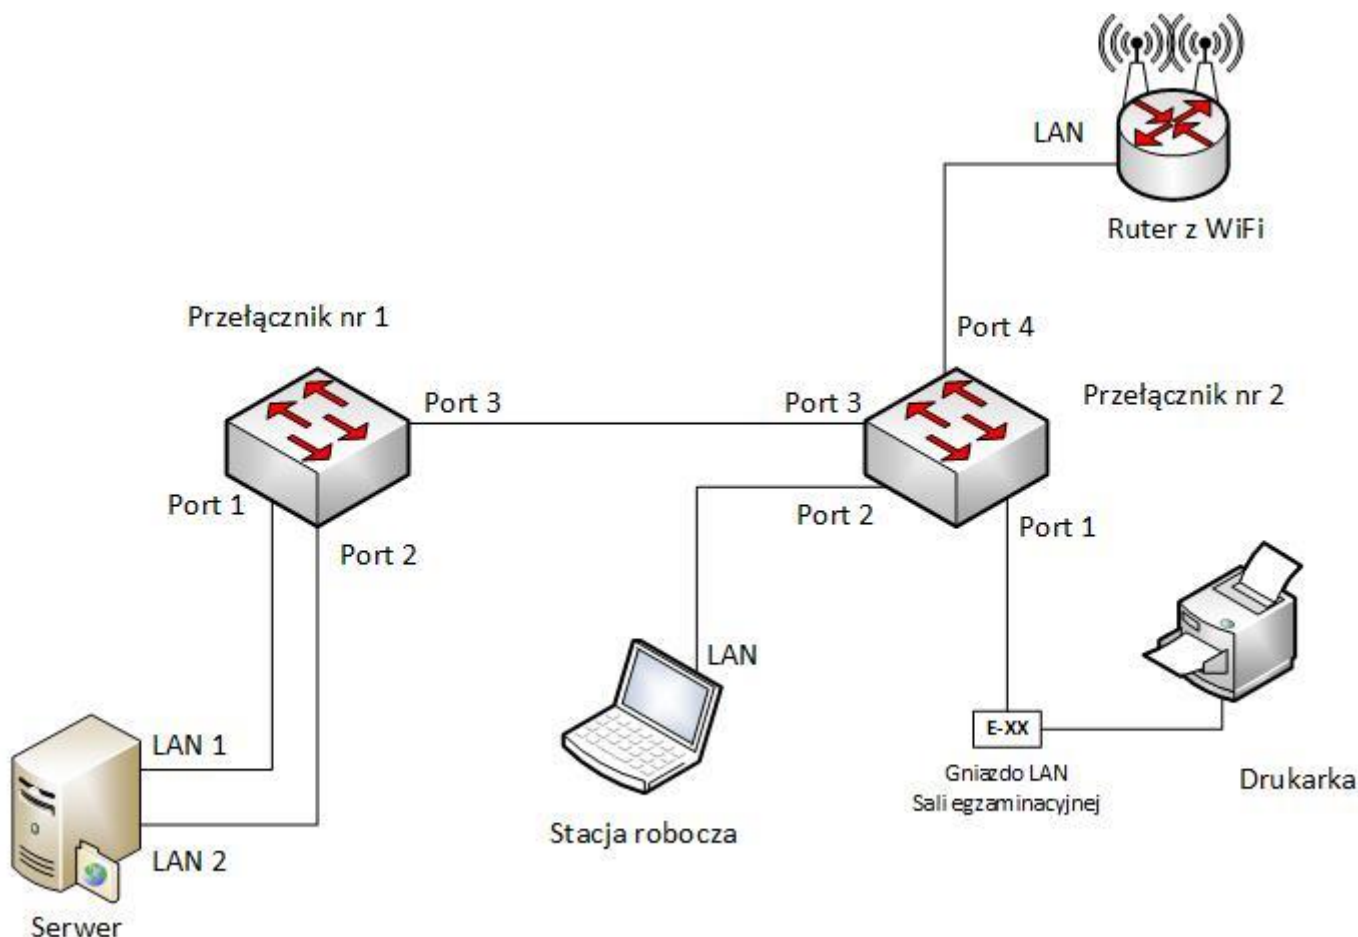 LAN
Ruter z WiFi
Przełącznik nr 1
Port 4
Przełącznik nr 2
Port 3
Port 3
Port 1
Port 2
Port 2
Port 1
LAN
LAN 1
E-XX
Gniazdo LAN
Sali egzaminacyjnej
Drukarka
Stacja robocza
LAN 2
Serwer